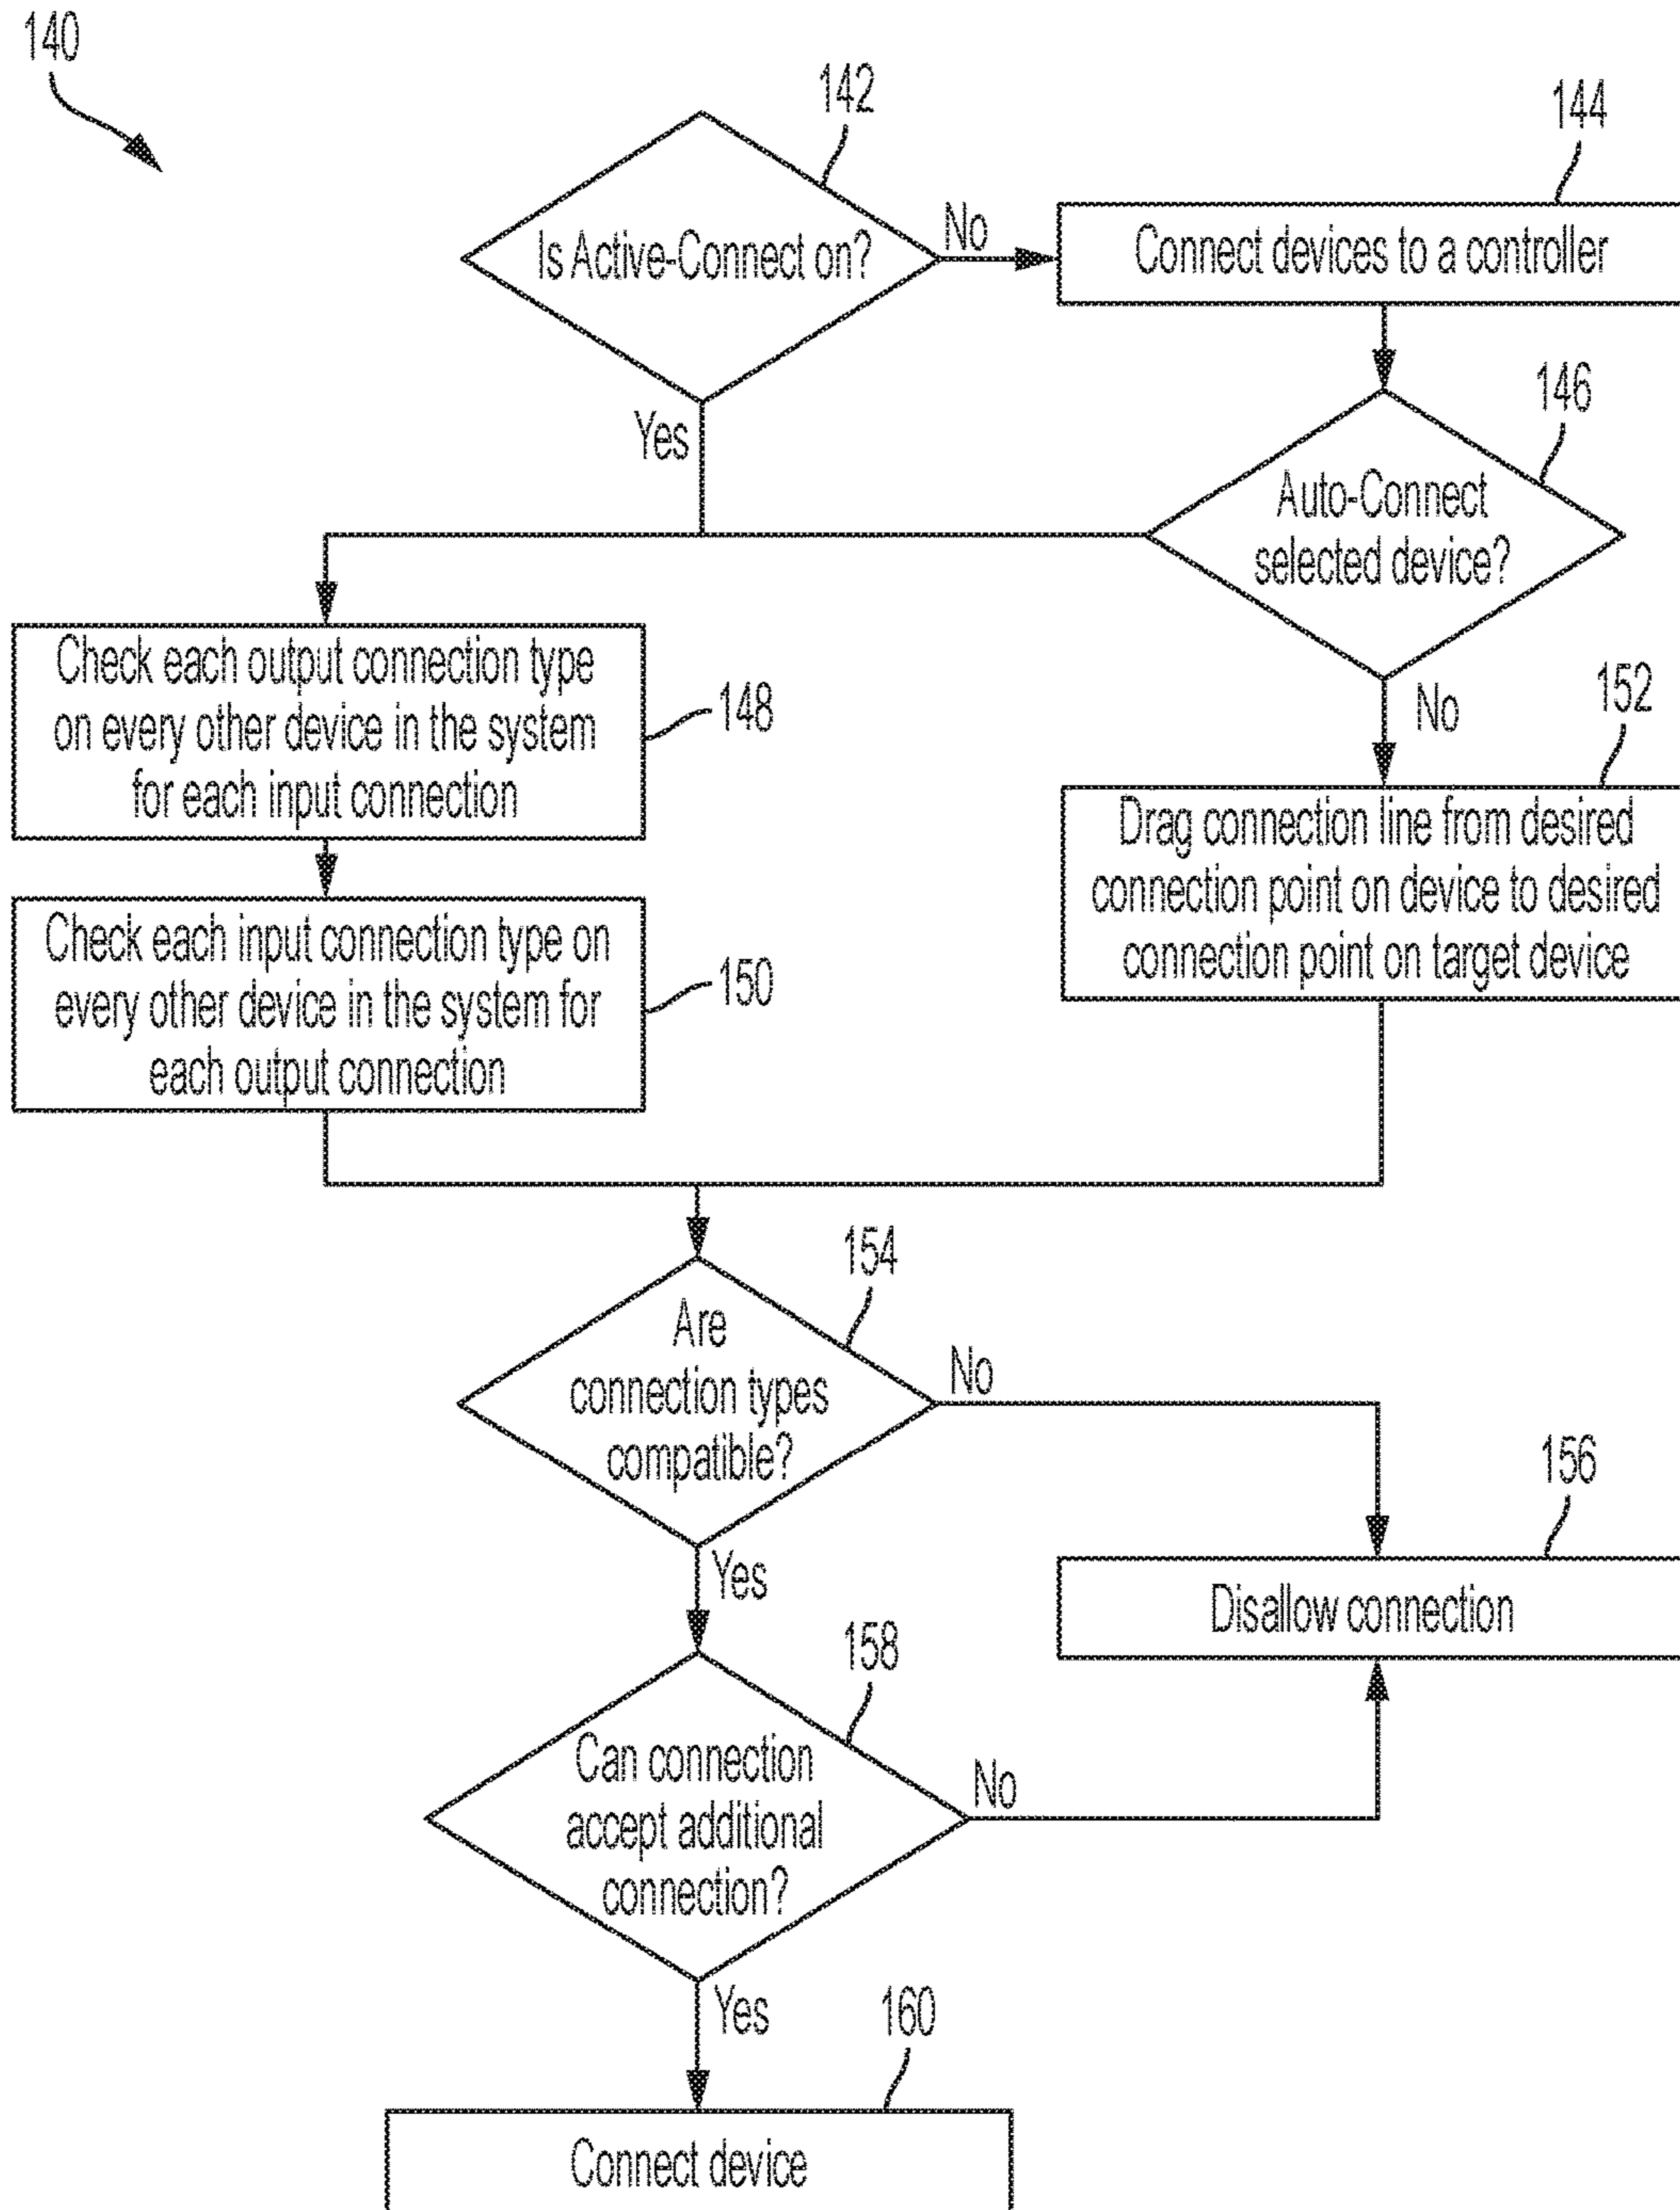 140
142
Is Active-Connect on?
No
144
Connect devices to a controller
Yes
146
Auto-Connect
selected device?
No
148
Check each output connection type
on every other device in the system
for each input connection
150
Check each input connection type on
every other device in the system for
each output connection
152
Drag connection line from desired
connection point on device to desired
connection point on target device
154
Are
connection types
compatible?
No
Yes
156
Disallow connection
158
Can connection
accept additional
connection?
No
Yes
160
Connect device